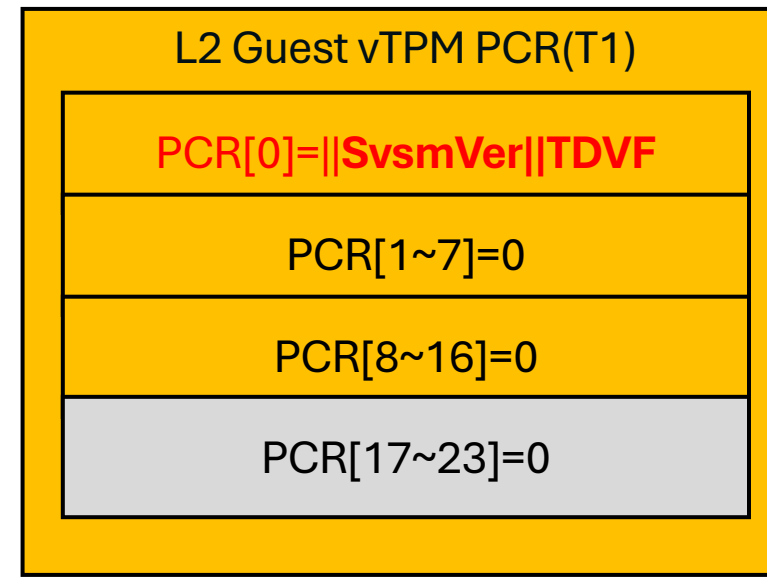 L2 Guest vTPM PCR(T1)
PCR[0]=||SvsmVer||TDVF
PCR[1~7]=0
PCR[8~16]=0
PCR[17~23]=0